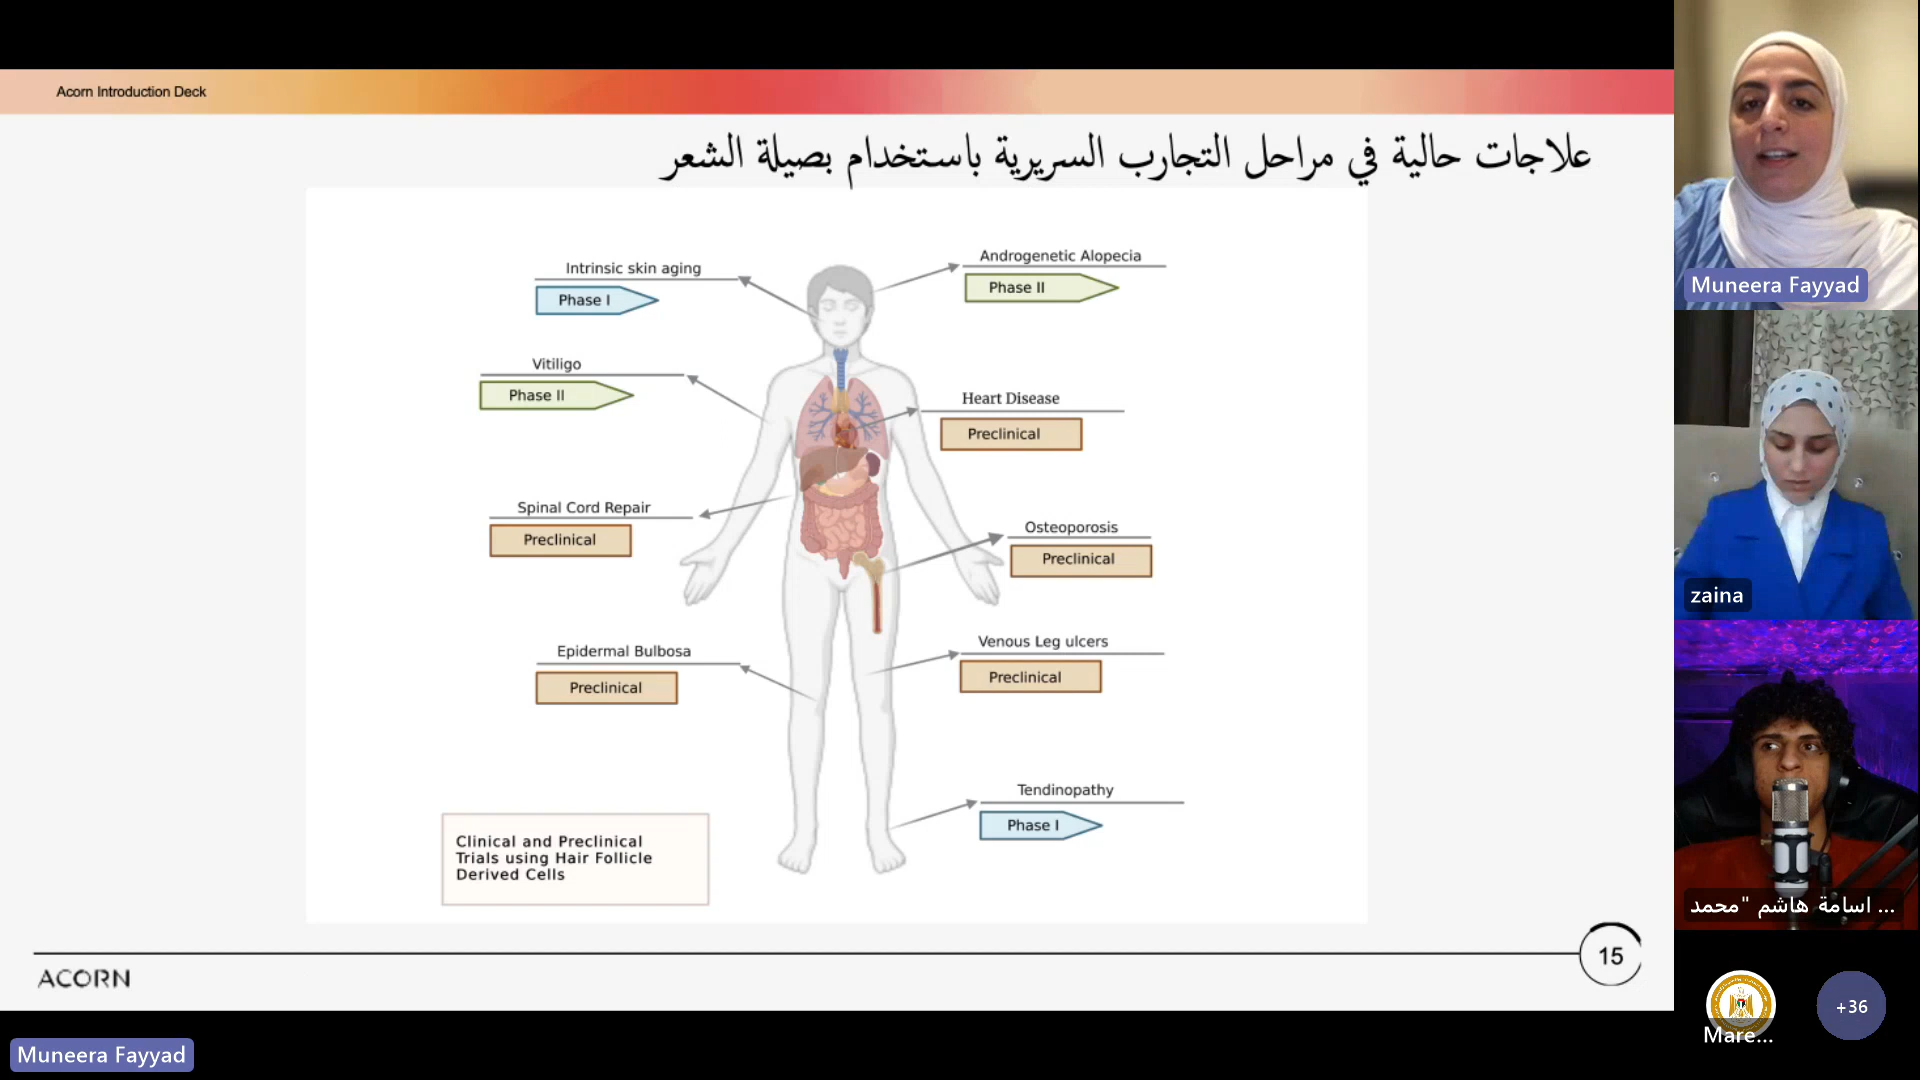 Acorn Introduction Deck
علاجات حالية في مراحل التجارب السريرية باستخدام بصيلة الشعر
Intrinsic skin aging
Phase I
Androgenetic Alopecia
Phase II
Vitiligo
Phase II
Heart Disease
Preclinical
Spinal Cord Repair
Preclinical
Osteoporosis
Preclinical
Epidermal Bulbosa
Preclinical
Venous Leg ulcers
Preclinical
Tendinopathy
Phase I
Clinical and Preclinical
Trials using Hair Follicle
Derived Cells
ACORN
15
Muneera Fayyad
Muneera Fayyad
zaina
محمد" اسامة هاشم ...
Mare...
+36